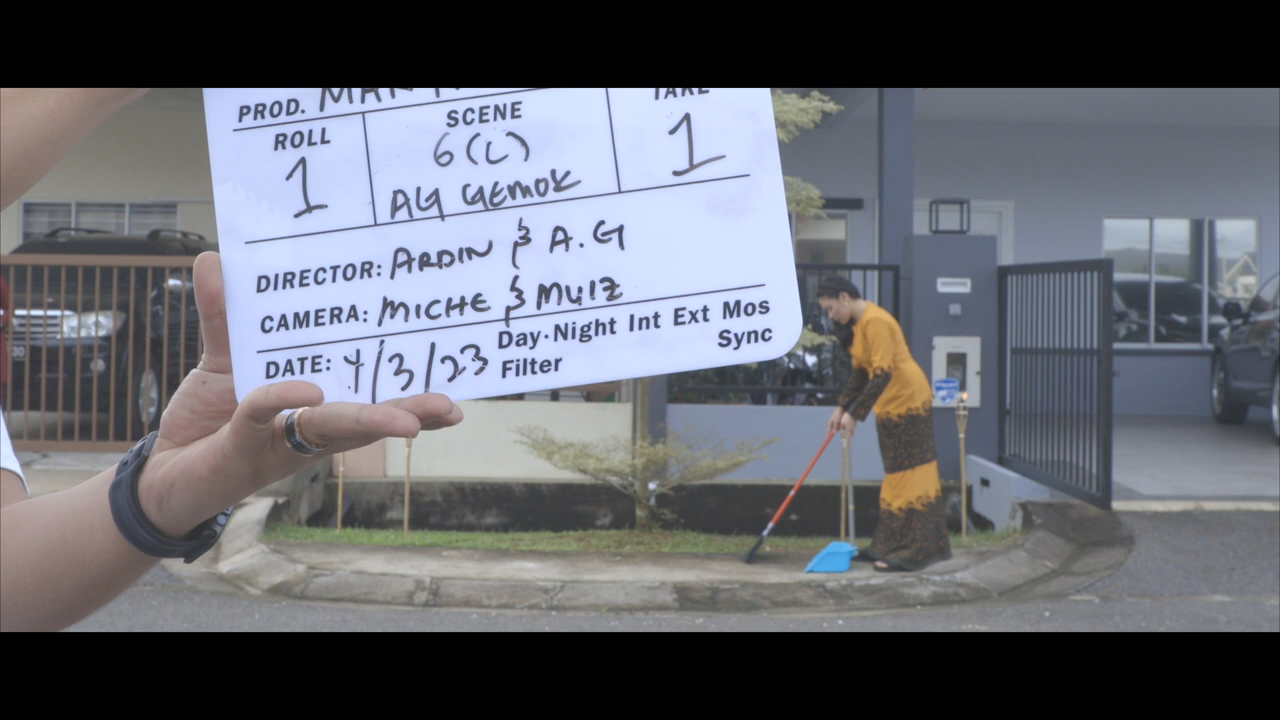 PROD. MAR
ROLL SCENE TAKE
1 6(C) 1
AG GEMOK
DIRECTOR: ARDIN & A.G
CAMERA: MICHE & MUIZ
DATE: 4/3/23 Day·Night Int Ext Mos
Filter Sync